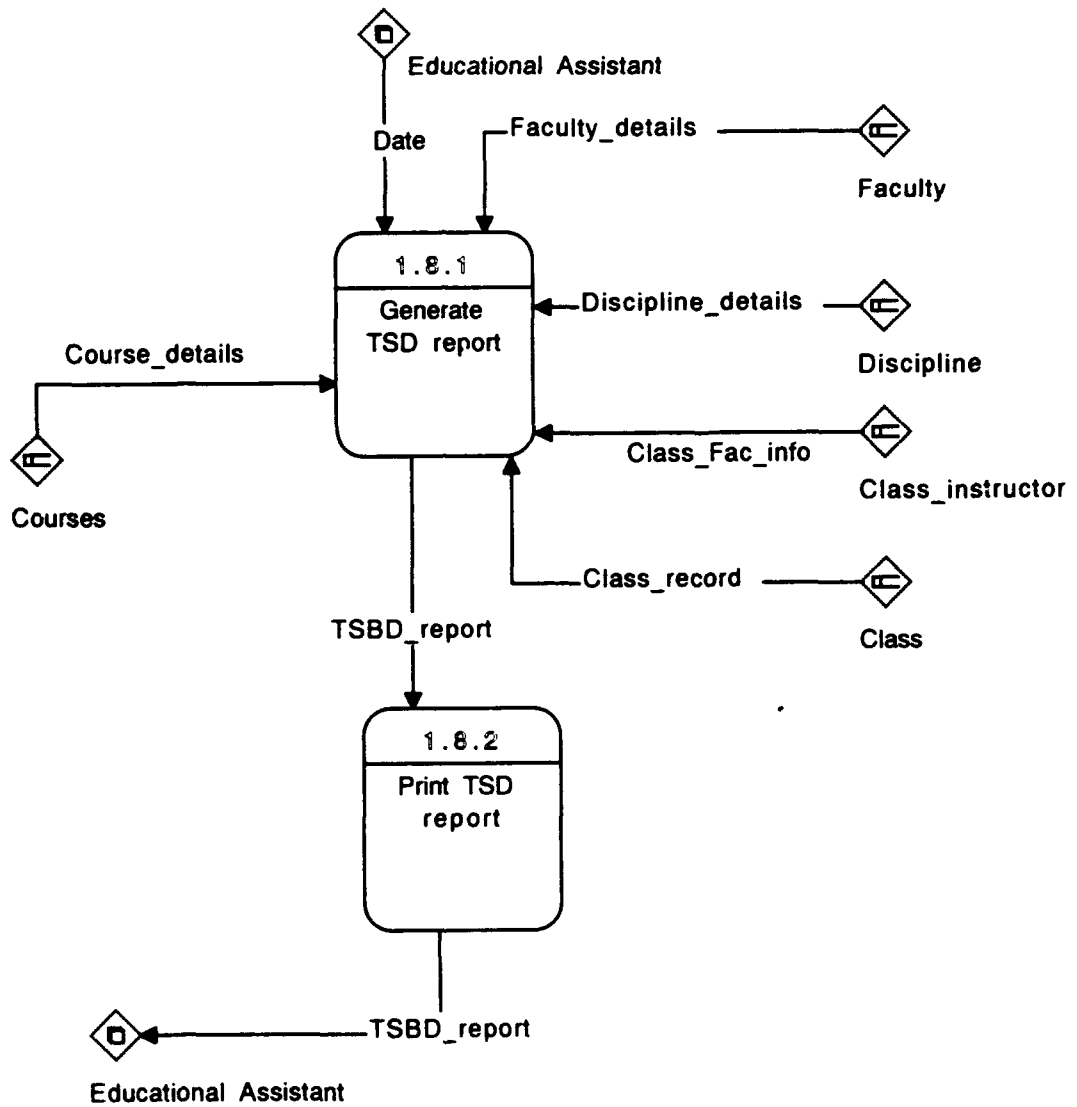 Educational Assistant
Date
Faculty_details
Faculty
1.8.1
Generate
TSD report
Discipline_details
Discipline
Course_details
Courses
Class_Fac_info
Class_instructor
Class_record
Class
TSBD_report
1.8.2
Print TSD
report
TSBD_report
Educational Assistant